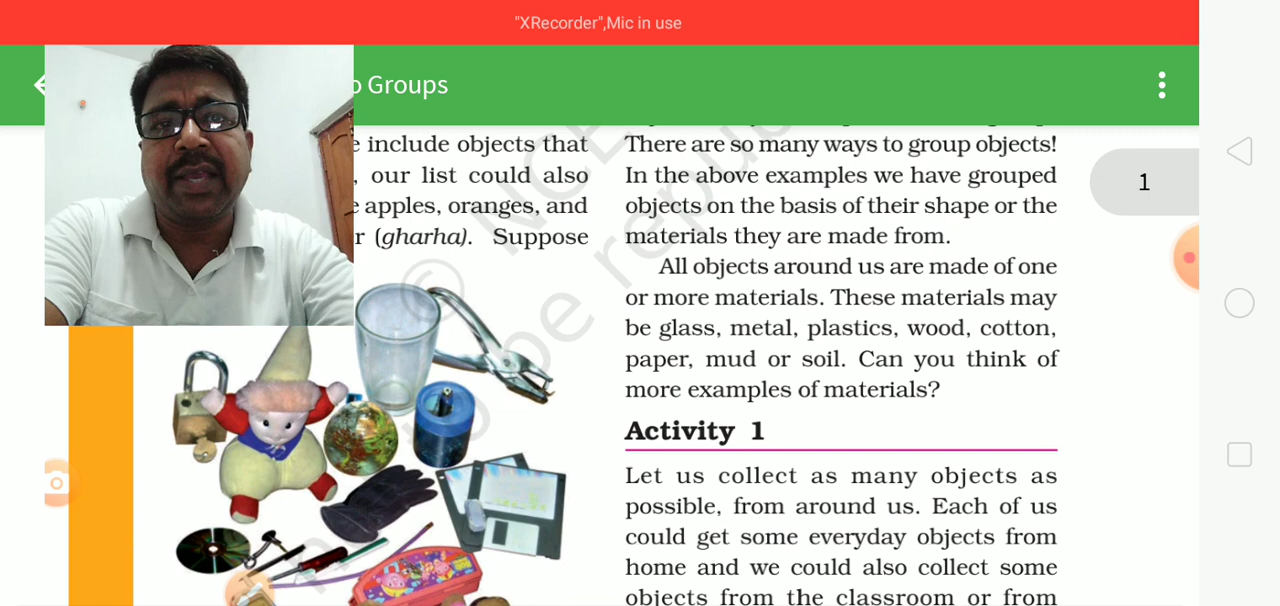 "XRecorder",Mic in use
o Groups
e include objects that
, our list could also
e apples, oranges, and
r (gharha). Suppose
There are so many ways to group objects!
In the above examples we have grouped
objects on the basis of their shape or the
materials they are made from.
All objects around us are made of one
or more materials. These materials may
be glass, metal, plastics, wood, cotton,
paper, mud or soil. Can you think of
more examples of materials?
Activity 1
Let us collect as many objects as
possible, from around us. Each of us
could get some everyday objects from
home and we could also collect some
objects from the classroom or from
1
© NCE
be repu